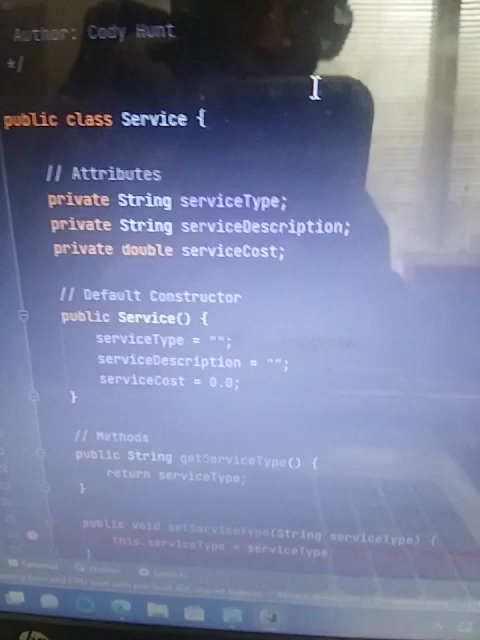 Author: Cody Hunt
*/
public class Service {
// Attributes
private String serviceType;
private String serviceDescription;
private double serviceCost;
// Default Constructor
public Service() {
serviceType = "";
serviceDescription = "";
serviceCost = 0.0;
}
// Methods
public String getServiceType() {
return serviceType;
}
public void setServiceType(String serviceType) {
this.serviceType = serviceType;
}
hp